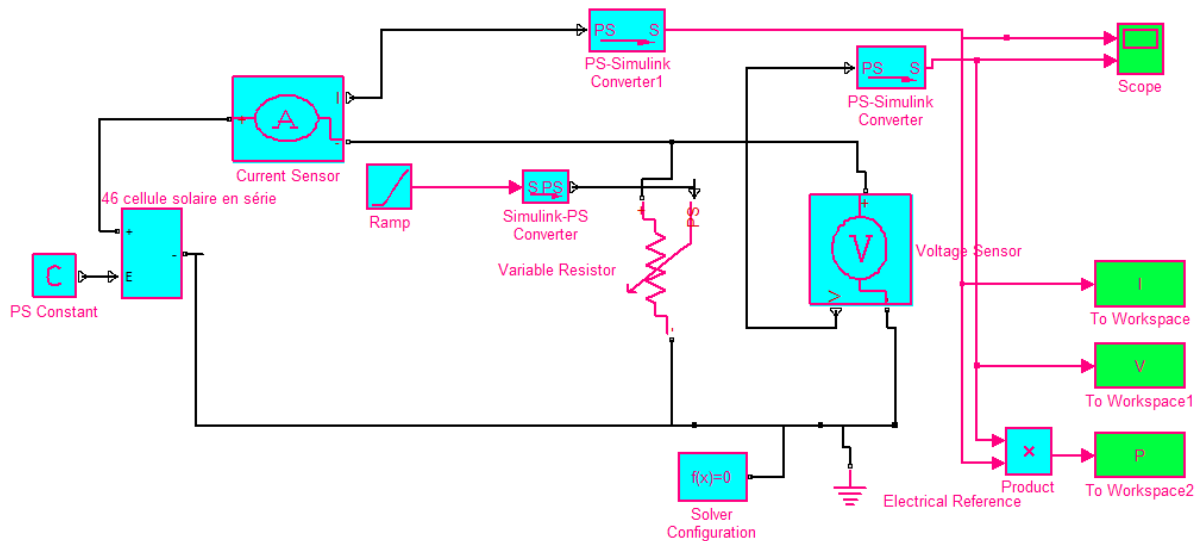 PS S
PS-Simulink
Converter1
PS S
PS-Simulink
Converter
Scope
A
+
-
I
Current Sensor
46 cellule solaire en série
+
-
E
C
PS Constant
Ramp
S PS
Simulink-PS
Converter
+
PS
-
Variable Resistor
+
V
V
-
Voltage Sensor
I
To Workspace
V
To Workspace1
×
Product
P
To Workspace2
f(x)=0
Solver
Configuration
Electrical Reference